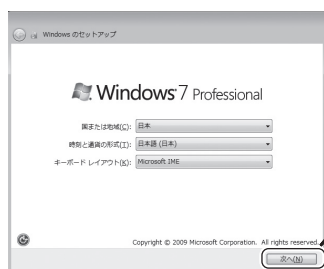 Windows のセットアップ
Windows 7 Professional
国または地域(C): 日本
時刻と通貨の形式(T): 日本語 (日本)
キーボード レイアウト(K): Microsoft IME
Copyright © 2009 Microsoft Corporation. All rights reserved.
次へ(N)